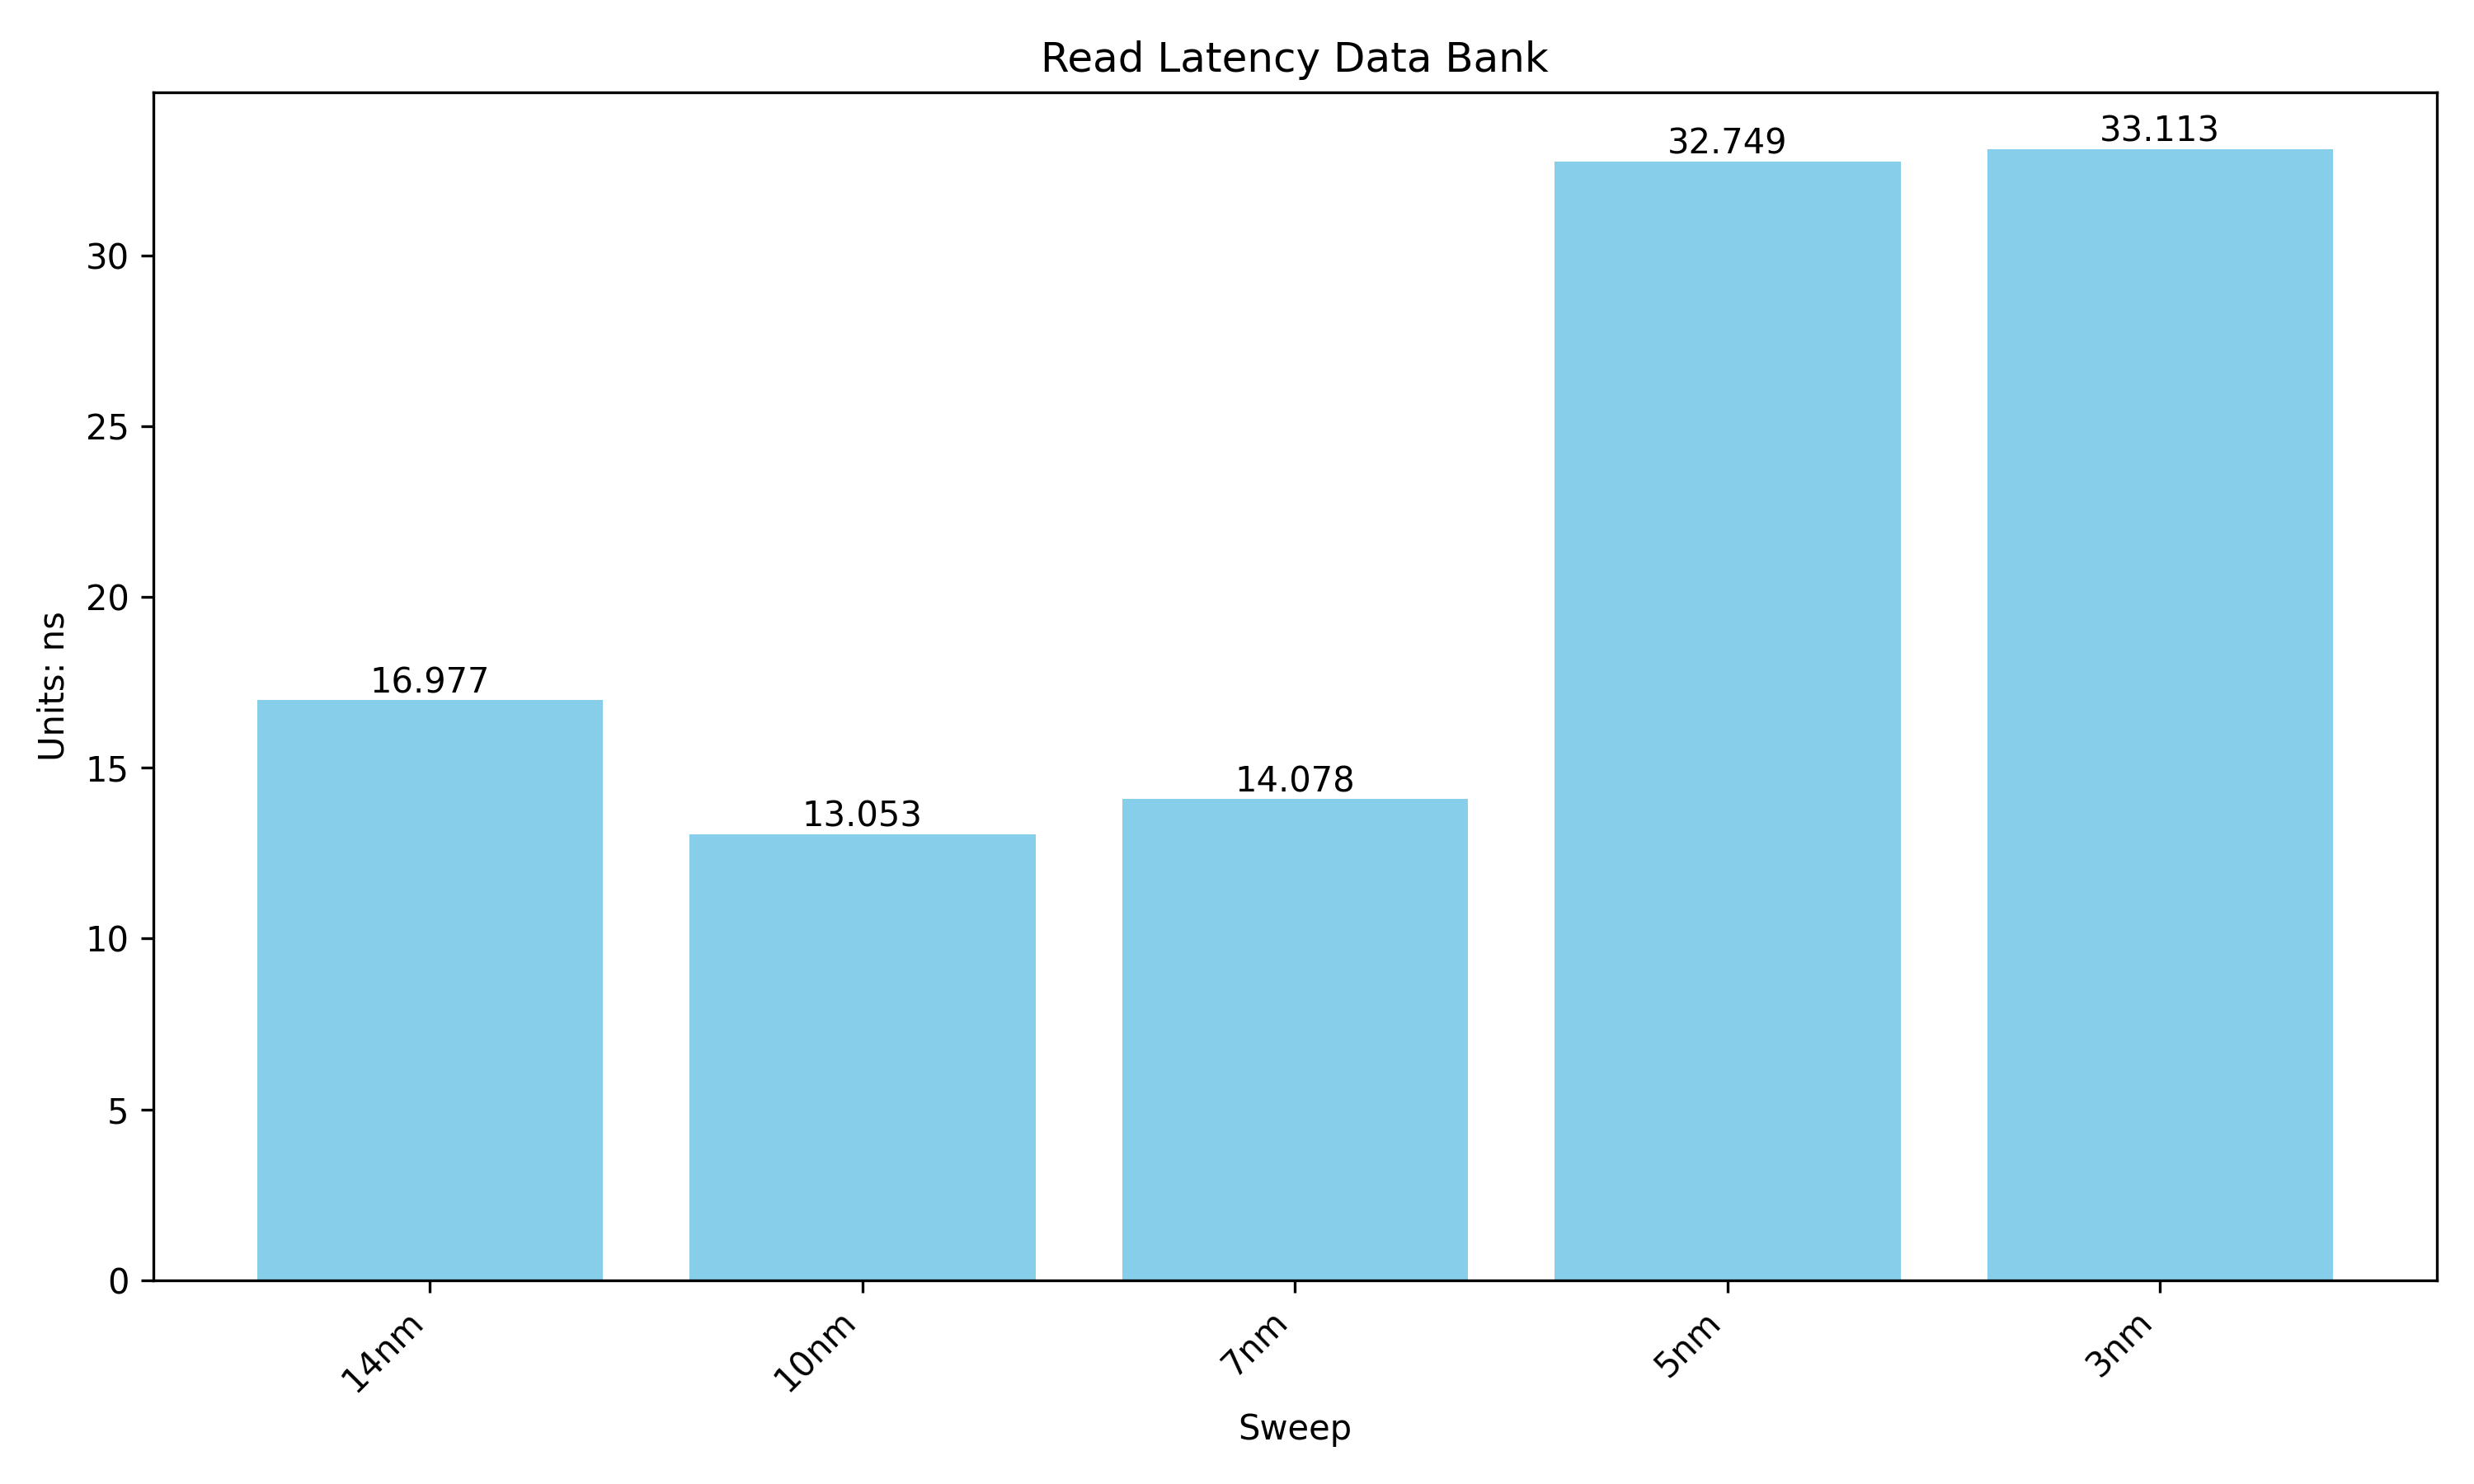 Read Latency Data Bank
Units: ns
30
25
20
15
10
5
0
16.977
13.053
14.078
32.749
33.113
14nm
10nm
7nm
5nm
3nm
Sweep